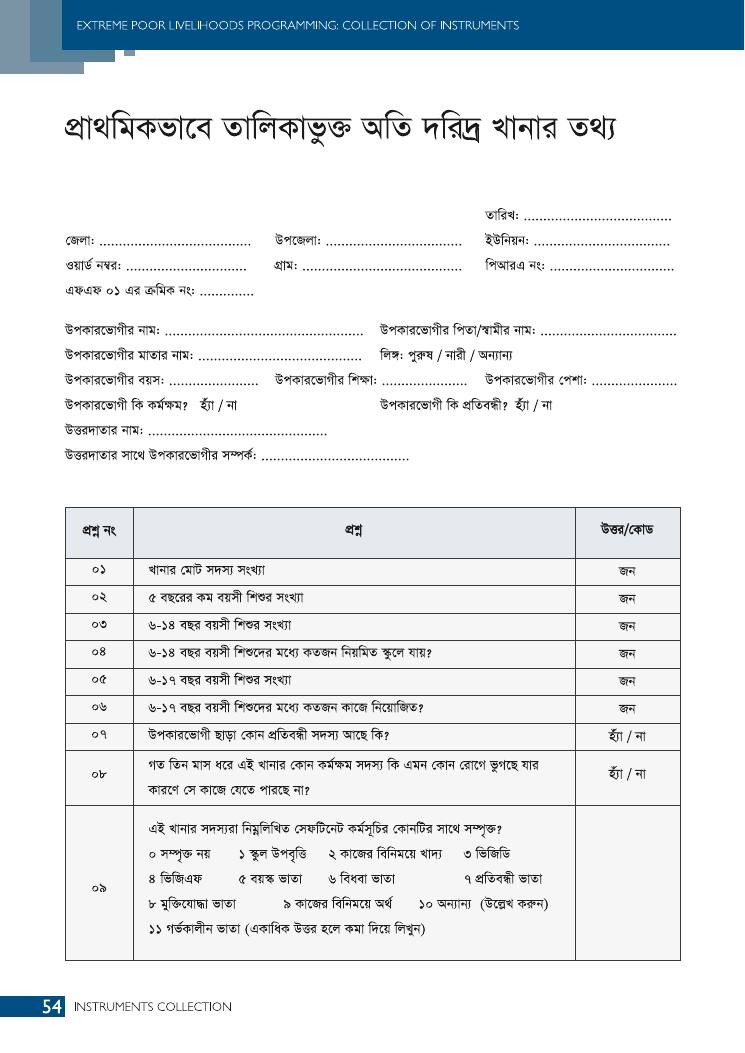 EXTREME POOR LIVELIHOODS PROGRAMMING: COLLECTION OF INSTRUMENTS
প্রাথমিকভাবে তালিকাভুক্ত অতি দরিদ্র খানার তথ্য
তারিখ: ......................................
জেলা: ....................................... উপজেলা: ................................... ইউনিয়ন: ...................................
ওয়ার্ড নম্বর: ............................... গ্রাম: ......................................... পিআরএ নং: ................................
এফএফ ০১ এর ক্রমিক নং: ..............
উপকারভোগীর নাম: ................................................... উপকারভোগীর পিতা/স্বামীর নাম: ...................................
উপকারভোগীর মাতার নাম: .......................................... লিঙ্গ: পুরুষ / নারী / অন্যান্য
উপকারভোগীর বয়স: ....................... উপকারভোগীর শিক্ষা: ...................... উপকারভোগীর পেশা: ......................
উপকারভোগী কি কর্মক্ষম? হ্যাঁ / না উপকারভোগী কি প্রতিবন্ধী? হ্যাঁ / না
উত্তরদাতার নাম: ..............................................
উত্তরদাতার সাথে উপকারভোগীর সম্পর্ক: ......................................
প্রশ্ন নং প্রশ্ন উত্তর/কোড
০১ খানার মোট সদস্য সংখ্যা জন
০২ ৫ বছরের কম বয়সী শিশুর সংখ্যা জন
০৩ ৬-১৪ বছর বয়সী শিশুর সংখ্যা জন
০৪ ৬-১৪ বছর বয়সী শিশুদের মধ্যে কতজন নিয়মিত স্কুলে যায়? জন
০৫ ৬-১৭ বছর বয়সী শিশুর সংখ্যা জন
০৬ ৬-১৭ বছর বয়সী শিশুদের মধ্যে কতজন কাজে নিয়োজিত? জন
০৭ উপকারভোগী ছাড়া কোন প্রতিবন্ধী সদস্য আছে কি? হ্যাঁ / না
০৮ গত তিন মাস ধরে এই খানার কোন কর্মক্ষম সদস্য কি এমন কোন রোগে ভুগছে যার হ্যাঁ / না
কারণে সে কাজে যেতে পারছে না?
০৯ এই খানার সদস্যরা নিম্নলিখিত সেফটিনেট কর্মসূচির কোনটির সাথে সম্পৃক্ত?
০ সম্পৃক্ত নয় ১ স্কুল উপবৃত্তি ২ কাজের বিনিময়ে খাদ্য ৩ ভিজিডি
৪ ভিজিএফ ৫ বয়স্ক ভাতা ৬ বিধবা ভাতা ৭ প্রতিবন্ধী ভাতা
৮ মুক্তিযোদ্ধা ভাতা ৯ কাজের বিনিময়ে অর্থ ১০ অন্যান্য (উল্লেখ করুন)
১১ গর্ভকালীন ভাতা (একাধিক উত্তর হলে কমা দিয়ে লিখুন)
54 INSTRUMENTS COLLECTION